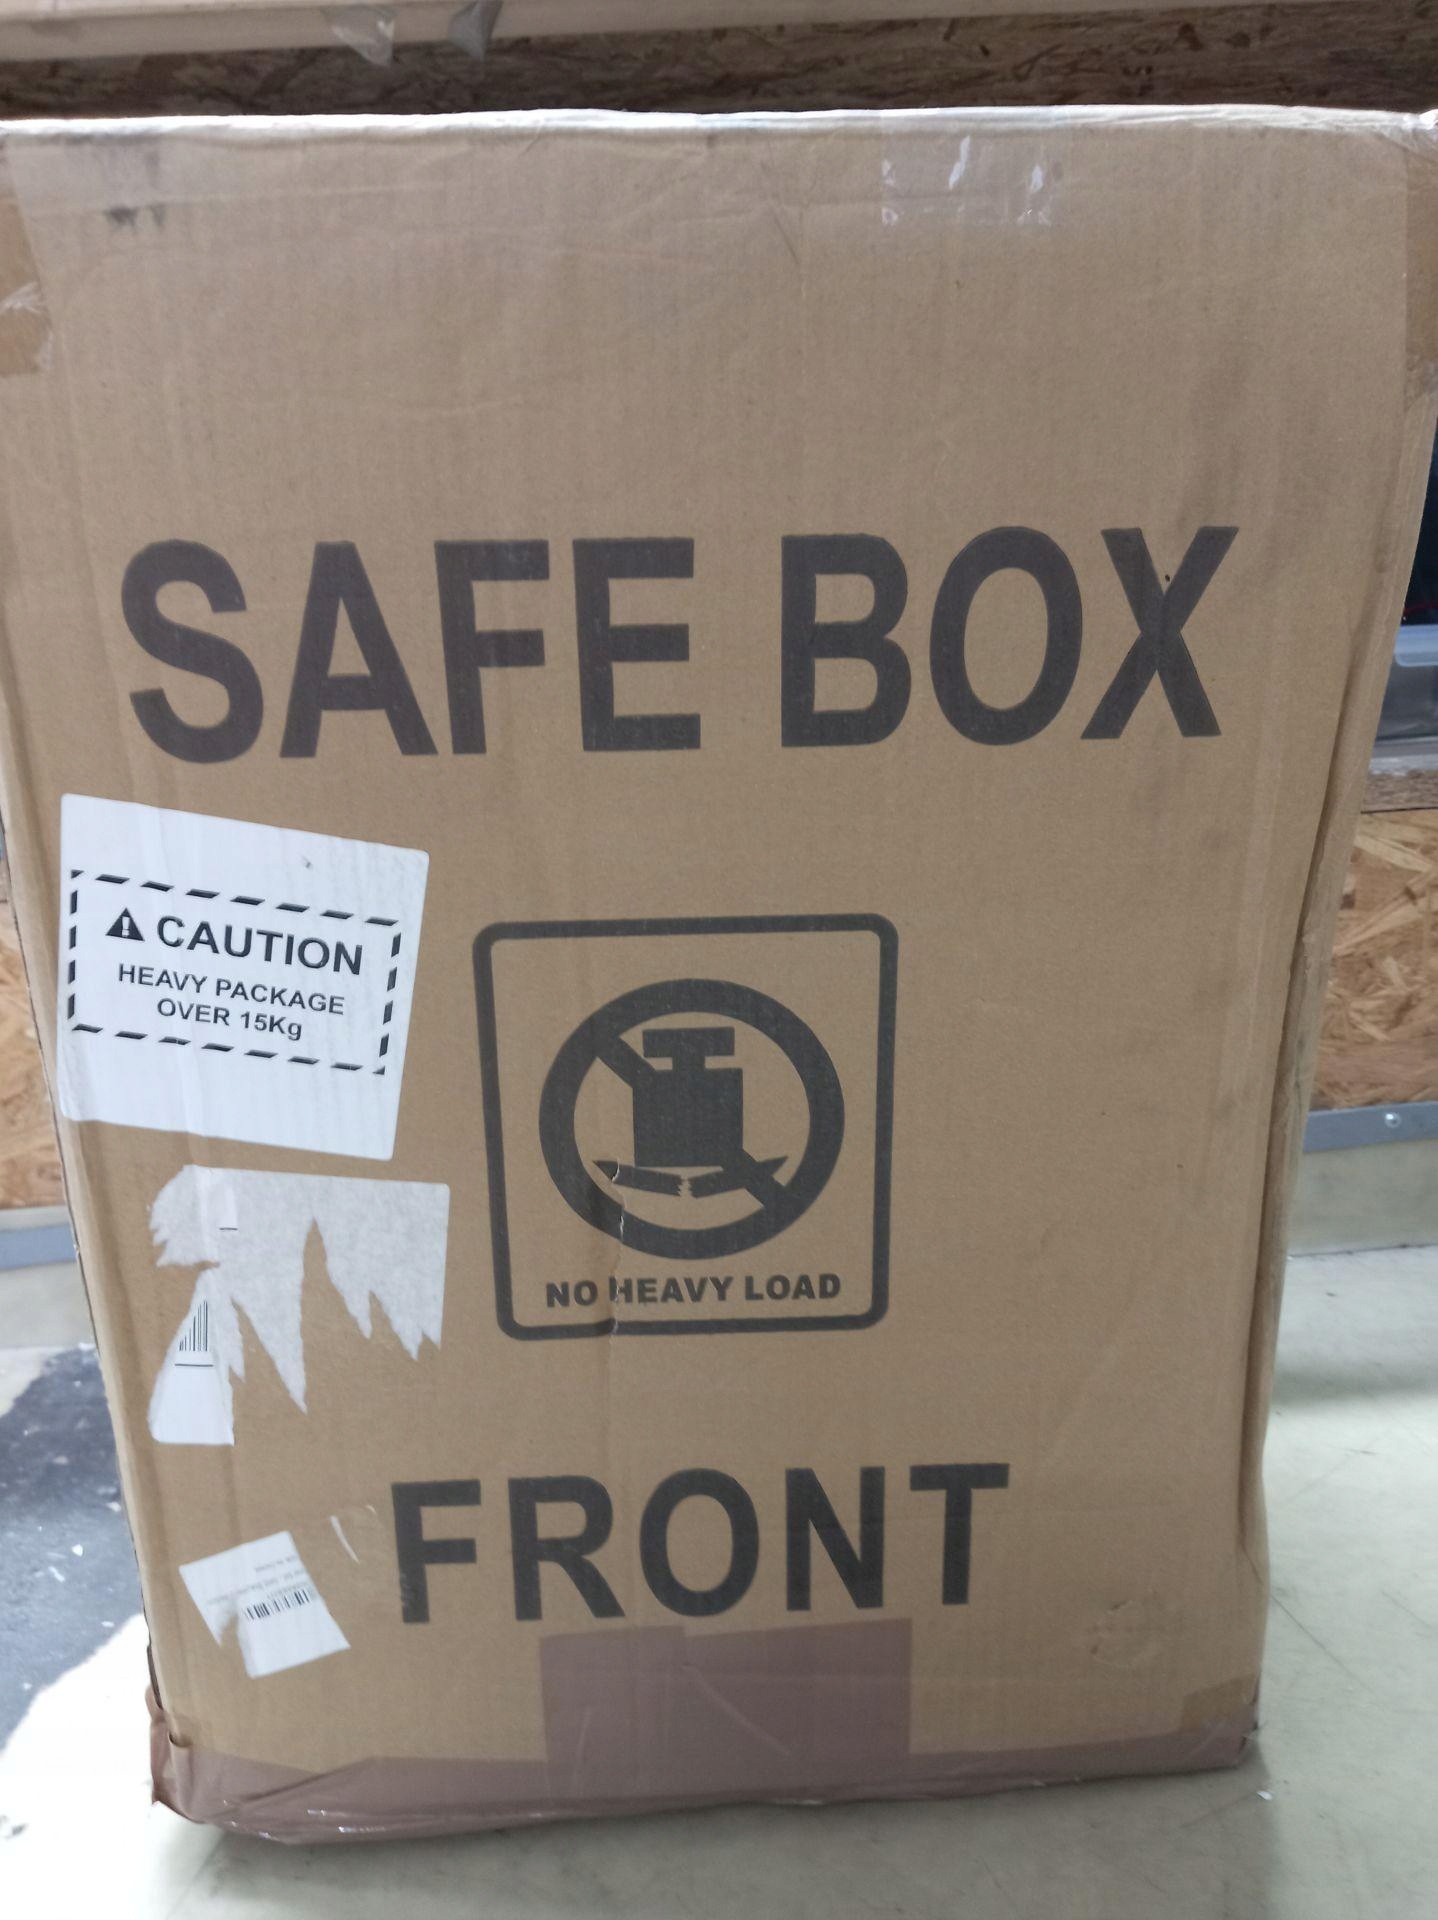 SAFE BOX
CAUTION
HEAVY PACKAGE
OVER 15Kg
NO HEAVY LOAD
FRONT